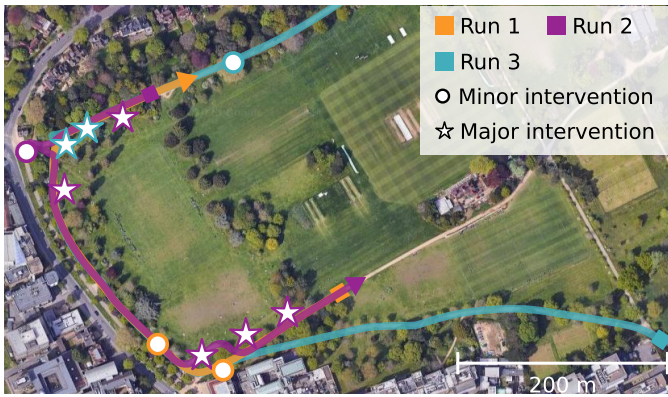 Run 1 Run 2
Run 3
Minor intervention
Major intervention
200 m